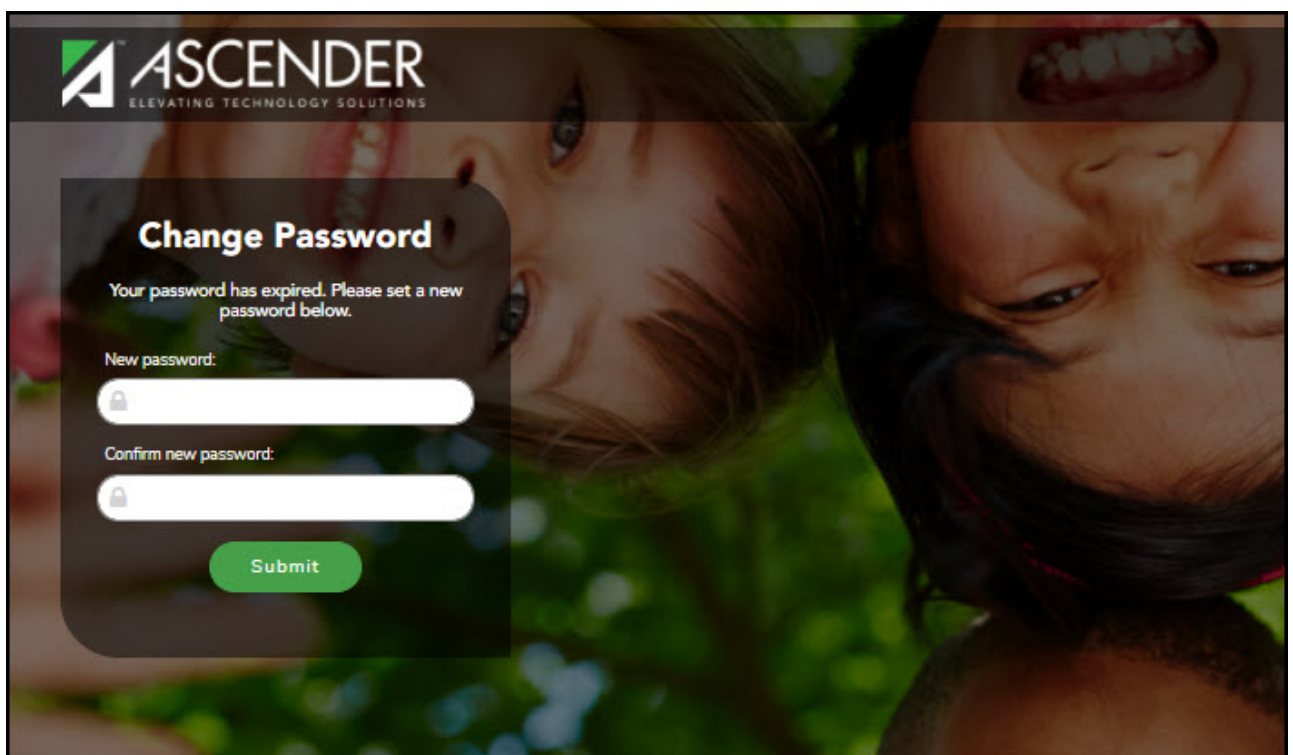 ASCENDER™
ELEVATING TECHNOLOGY SOLUTIONS
Change Password
Your password has expired. Please set a new
password below.
New password:
Confirm new password:
Submit